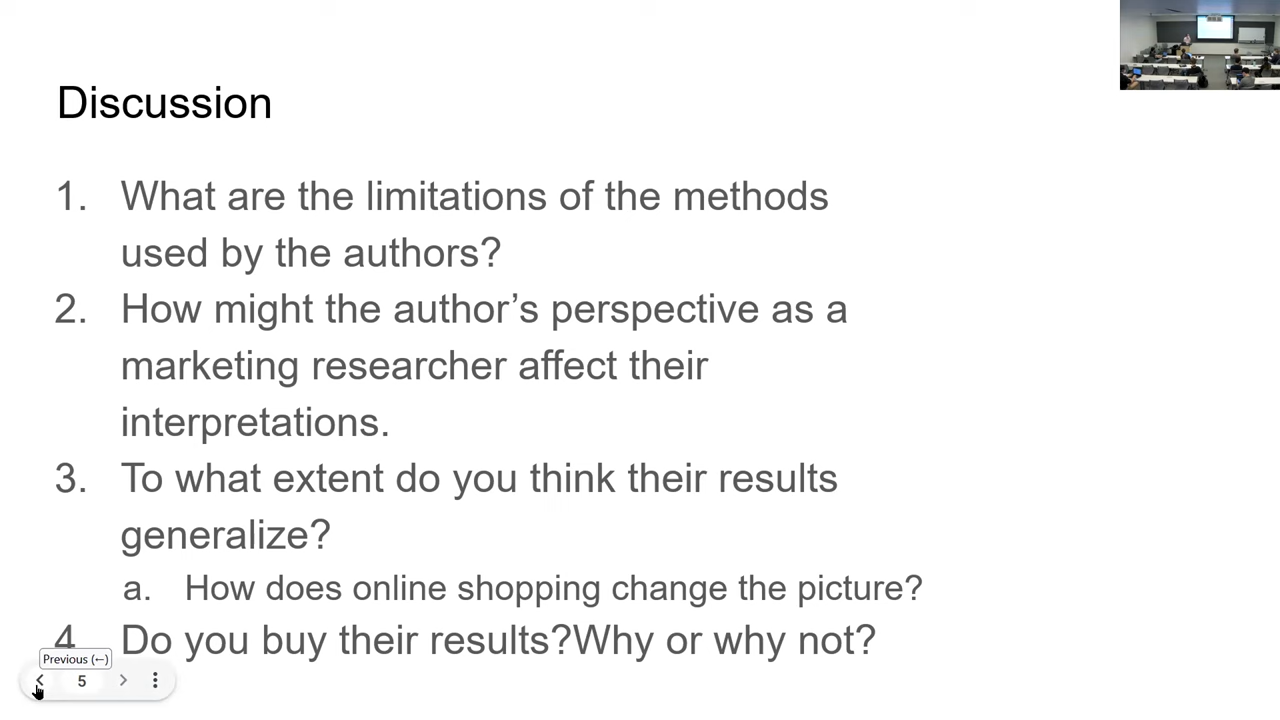 Discussion
1. What are the limitations of the methods
used by the authors?
2. How might the author’s perspective as a
marketing researcher affect their
interpretations.
3. To what extent do you think their results
generalize?
a. How does online shopping change the picture?
4. Do you buy their results?Why or why not?
Previous (←)
5